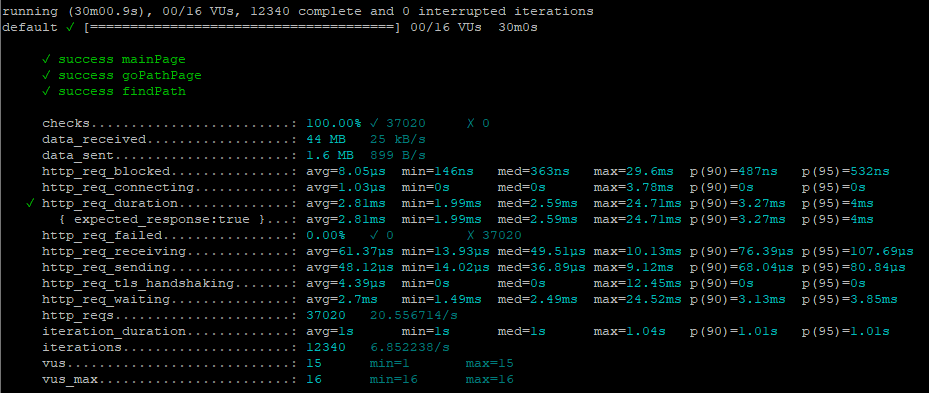 running (30m00.9s), 00/16 VUs, 12340 complete and 0 interrupted iterations
default ✓ [======================================] 00/16 VUs  30m0s
✓ success mainPage
✓ success goPathPage
✓ success findPath
checks.........................: 100.00% ✓ 37020      ✗ 0
data_received..................: 44 MB   25 kB/s
data_sent......................: 1.6 MB  899 B/s
http_req_blocked...............: avg=8.05µs  min=146ns   med=363ns   max=29.6ms  p(90)=487ns   p(95)=532ns
http_req_connecting............: avg=1.03µs  min=0s      med=0s      max=3.78ms  p(90)=0s      p(95)=0s
✓ http_req_duration..............: avg=2.81ms  min=1.99ms  med=2.59ms  max=24.71ms p(90)=3.27ms  p(95)=4ms
{ expected_response:true }...: avg=2.81ms  min=1.99ms  med=2.59ms  max=24.71ms p(90)=3.27ms  p(95)=4ms
http_req_failed................: 0.00%   ✓ 0          ✗ 37020
http_req_receiving.............: avg=61.37µs min=13.93µs med=49.51µs max=10.13ms p(90)=76.39µs p(95)=107.69µs
http_req_sending...............: avg=48.12µs min=14.02µs med=36.89µs max=9.12ms  p(90)=68.04µs p(95)=80.84µs
http_req_tls_handshaking.......: avg=4.39µs  min=0s      med=0s      max=12.45ms p(90)=0s      p(95)=0s
http_req_waiting...............: avg=2.7ms   min=1.49ms  med=2.49ms  max=24.52ms p(90)=3.13ms  p(95)=3.85ms
http_reqs......................: 37020   20.556714/s
iteration_duration.............: avg=1s      min=1s      med=1s      max=1.04s   p(90)=1.01s   p(95)=1.01s
iterations.....................: 12340   6.852238/s
vus............................: 15      min=1        max=15
vus_max........................: 16      min=16       max=16